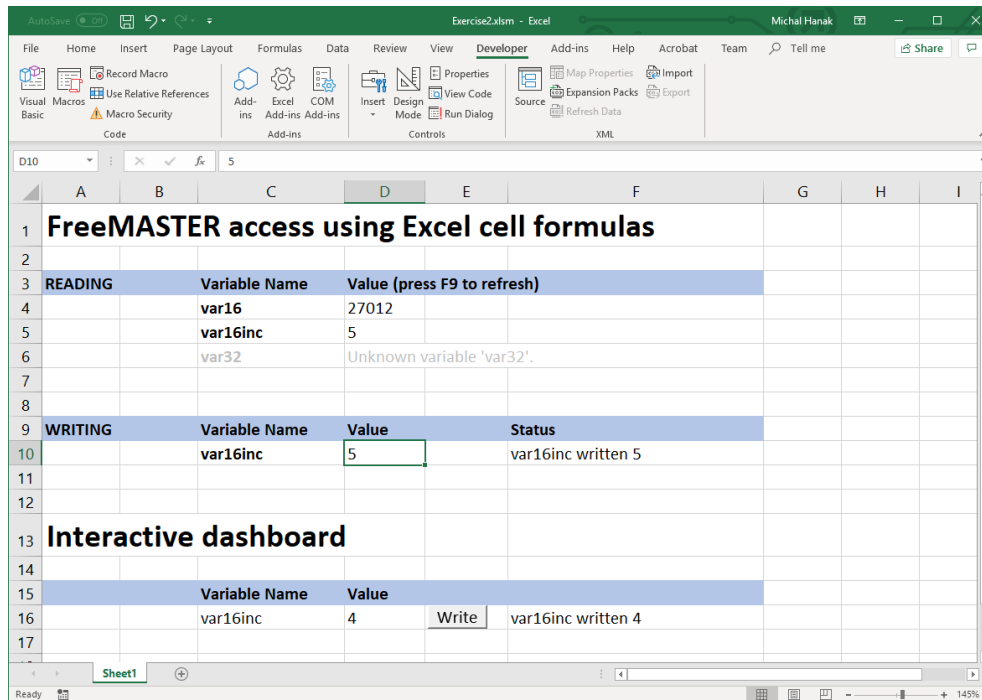 AutoSave Off Exercise2.xlsm - Excel Michal Hanak
File Home Insert Page Layout Formulas Data Review View Developer Add-ins Help Acrobat Team Tell me Share
Visual Basic
Macros
Record Macro
Use Relative References
Macro Security
Code
Add-ins
Excel Add-ins
COM Add-ins
Add-ins
Insert
Design Mode
Properties
View Code
Run Dialog
Controls
Source
Map Properties
Expansion Packs
Refresh Data
Import
Export
XML
D10 fx 5
A B C D E F G H I
1 FreeMASTER access using Excel cell formulas
2
3 READING Variable Name Value (press F9 to refresh)
4 var16 27012
5 var16inc 5
6 var32 Unknown variable 'var32'.
7
8
9 WRITING Variable Name Value Status
10 var16inc 5 var16inc written 5
11
12
13 Interactive dashboard
14
15 Variable Name Value
16 var16inc 4 Write var16inc written 4
17
Sheet1
Ready 145%